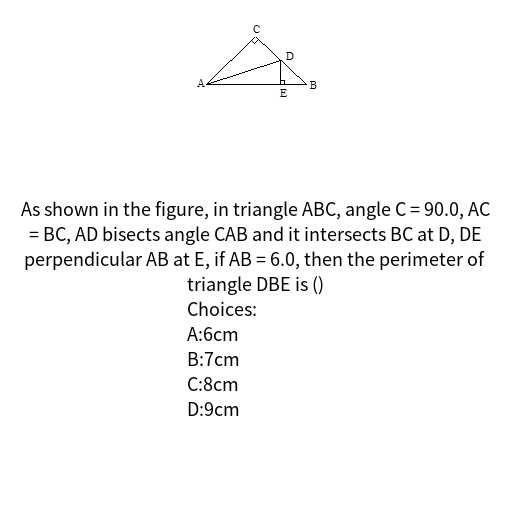 C
D
A
B
E
As shown in the figure, in triangle ABC, angle C = 90.0, AC
= BC, AD bisects angle CAB and it intersects BC at D, DE
perpendicular AB at E, if AB = 6.0, then the perimeter of
triangle DBE is ()
Choices:
A:6cm
B:7cm
C:8cm
D:9cm